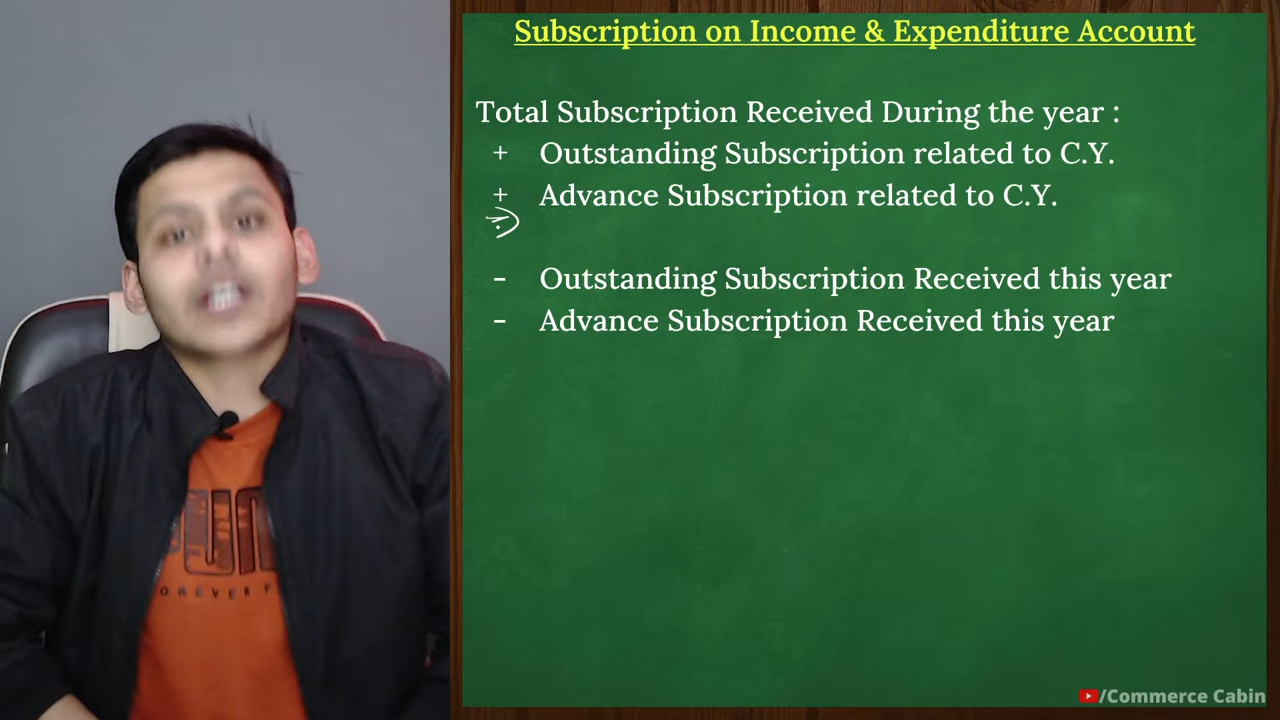 Subscription on Income & Expenditure Account
Total Subscription Received During the year :
+ Outstanding Subscription related to C.Y.
+ Advance Subscription related to C.Y.
- Outstanding Subscription Received this year
- Advance Subscription Received this year
/Commerce Cabin